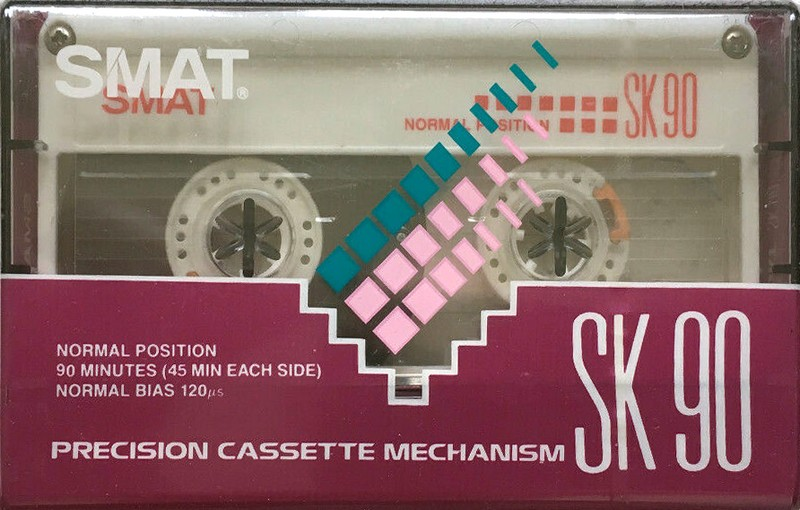 SMAT®
SMAT
SK 90
NORMAL POSITION
NORMAL POSITION
90 MINUTES (45 MIN EACH SIDE)
NORMAL BIAS 120μs
PRECISION CASSETTE MECHANISM
SK 90